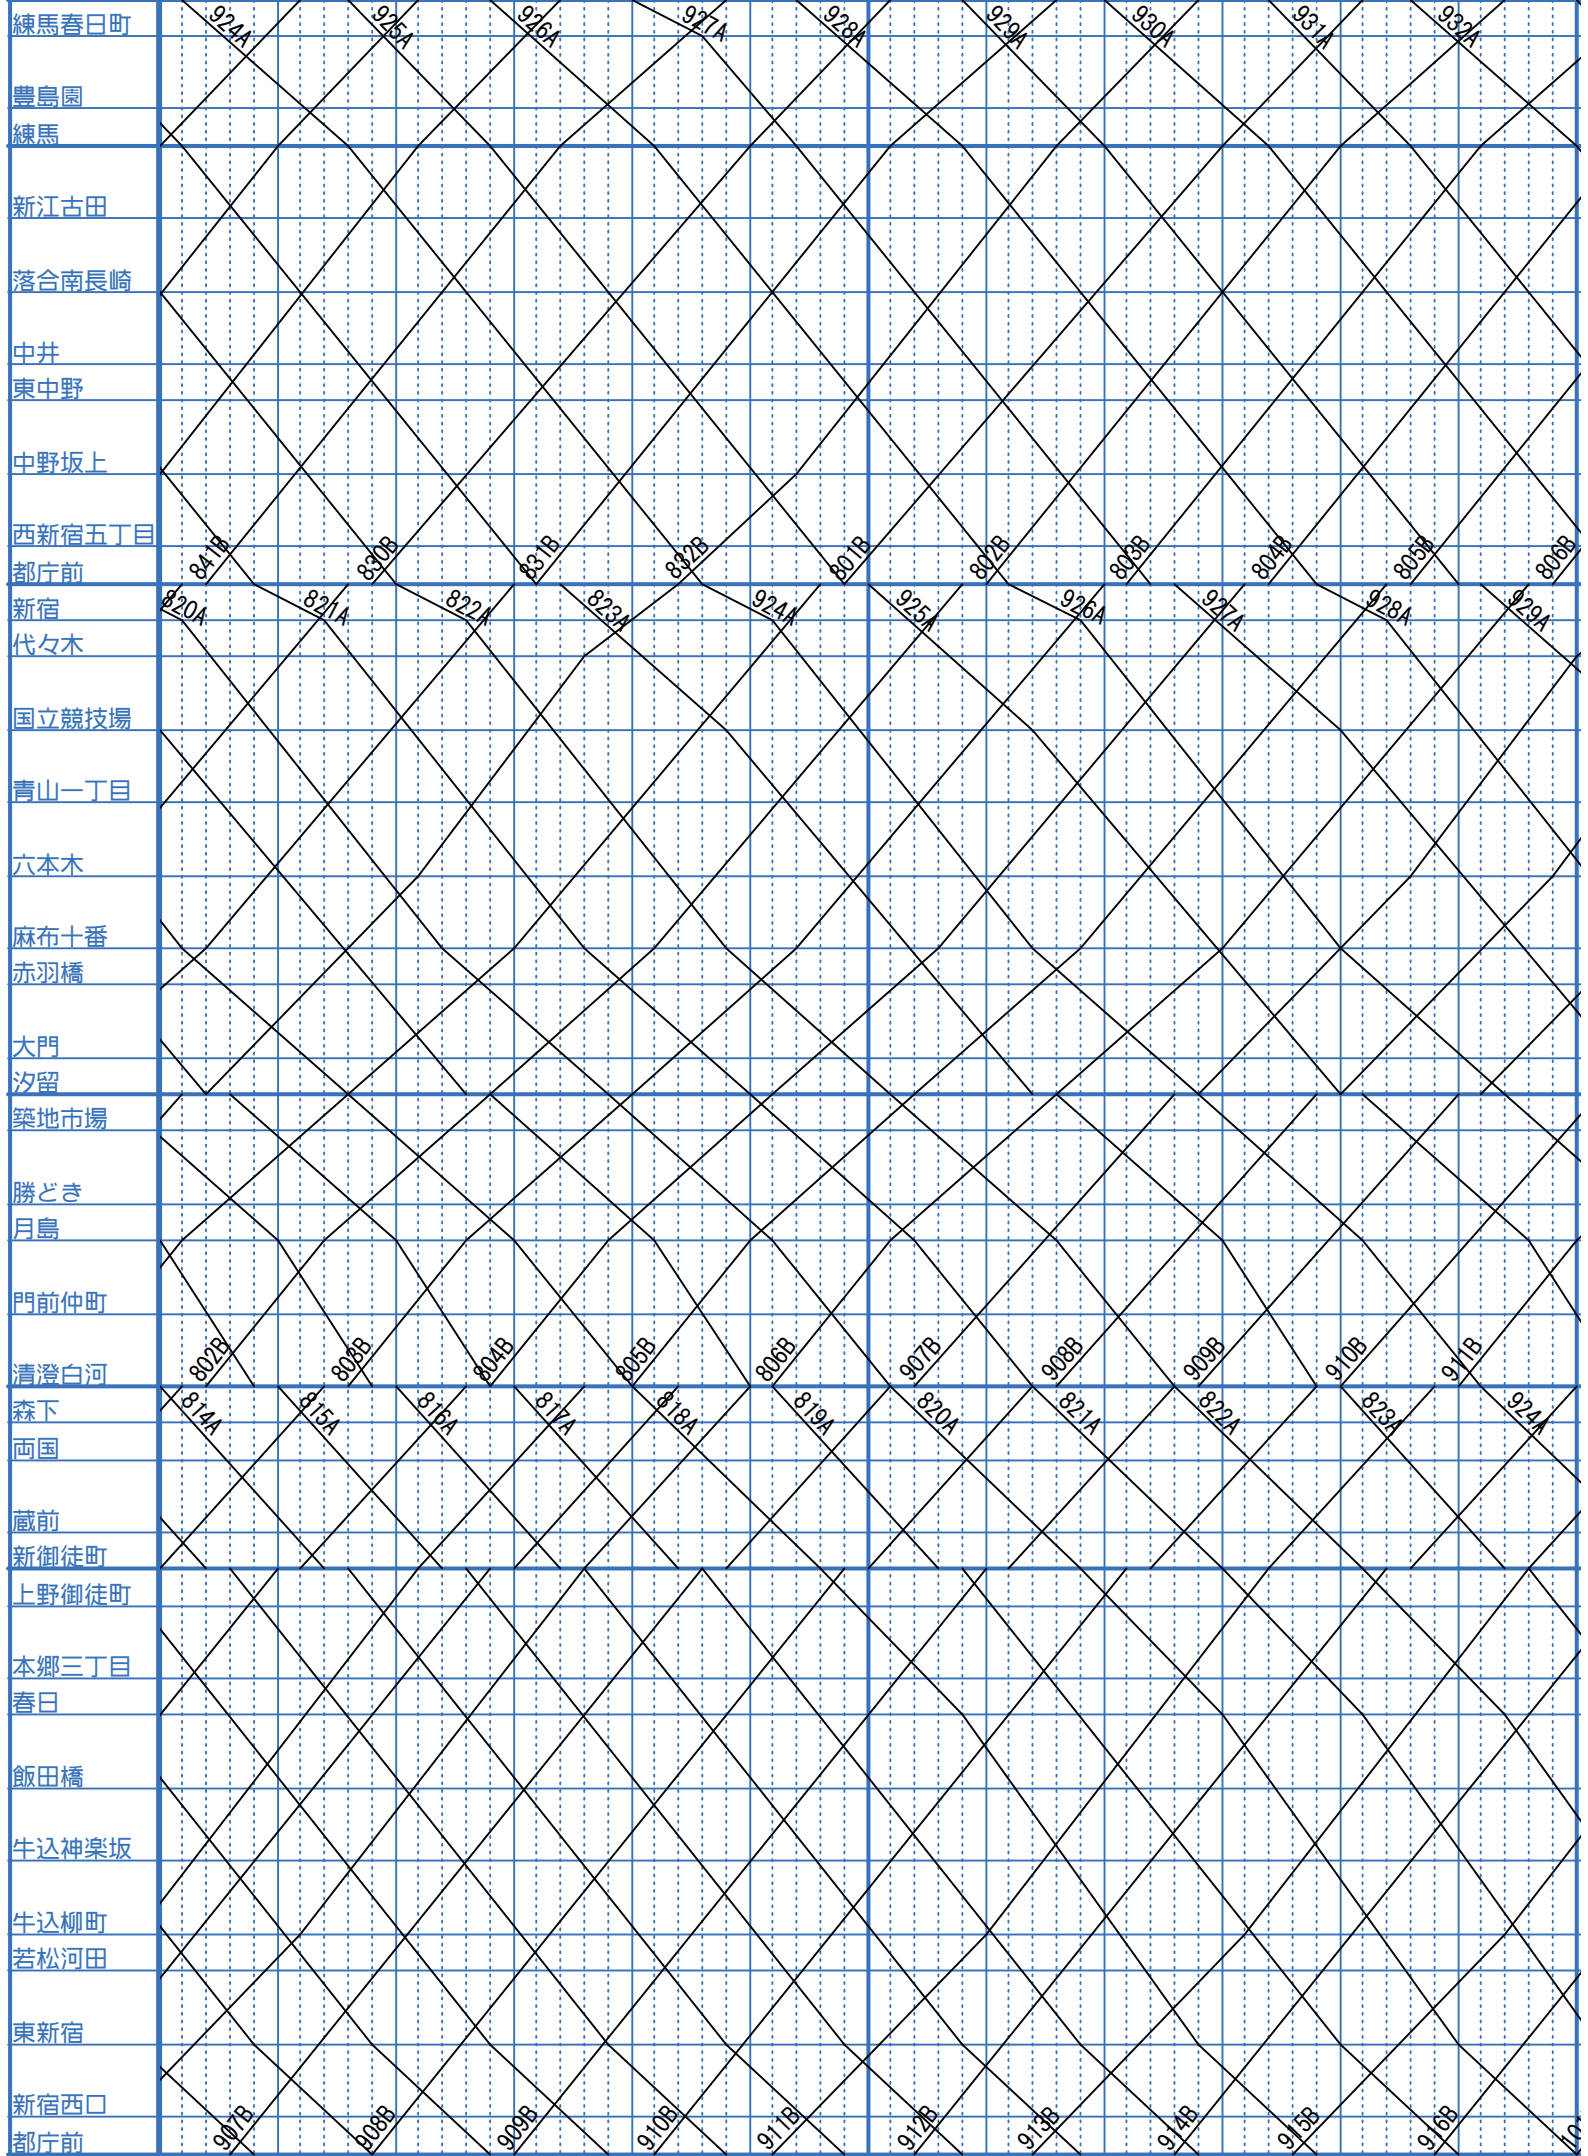 練馬春日町 924A 925A 926A 927A 928A 929A 930A 931A 932A
豊島園
練馬
新江古田
落合南長崎
中井
東中野
中野坂上
西新宿五丁目
都庁前 841B 830B 831B 832B 801B 802B 803B 804B 805B 806B
新宿 820A 821A 822A 823A 924A 925A 926A 927A 928A 929A
代々木
国立競技場
青山一丁目
六本木
麻布十番
赤羽橋
大門
汐留
築地市場
勝どき
月島
門前仲町
清澄白河 802B 803B 804B 805B 806B 907B 908B 909B 910B 911B
森下 814A 815A 816A 817A 818A 819A 820A 821A 822A 823A 924A
両国
蔵前
新御徒町
上野御徒町
本郷三丁目
春日
飯田橋
牛込神楽坂
牛込柳町
若松河田
東新宿
新宿西口
都庁前 907B 908B 909B 910B 911B 912B 913B 914B 915B 916B